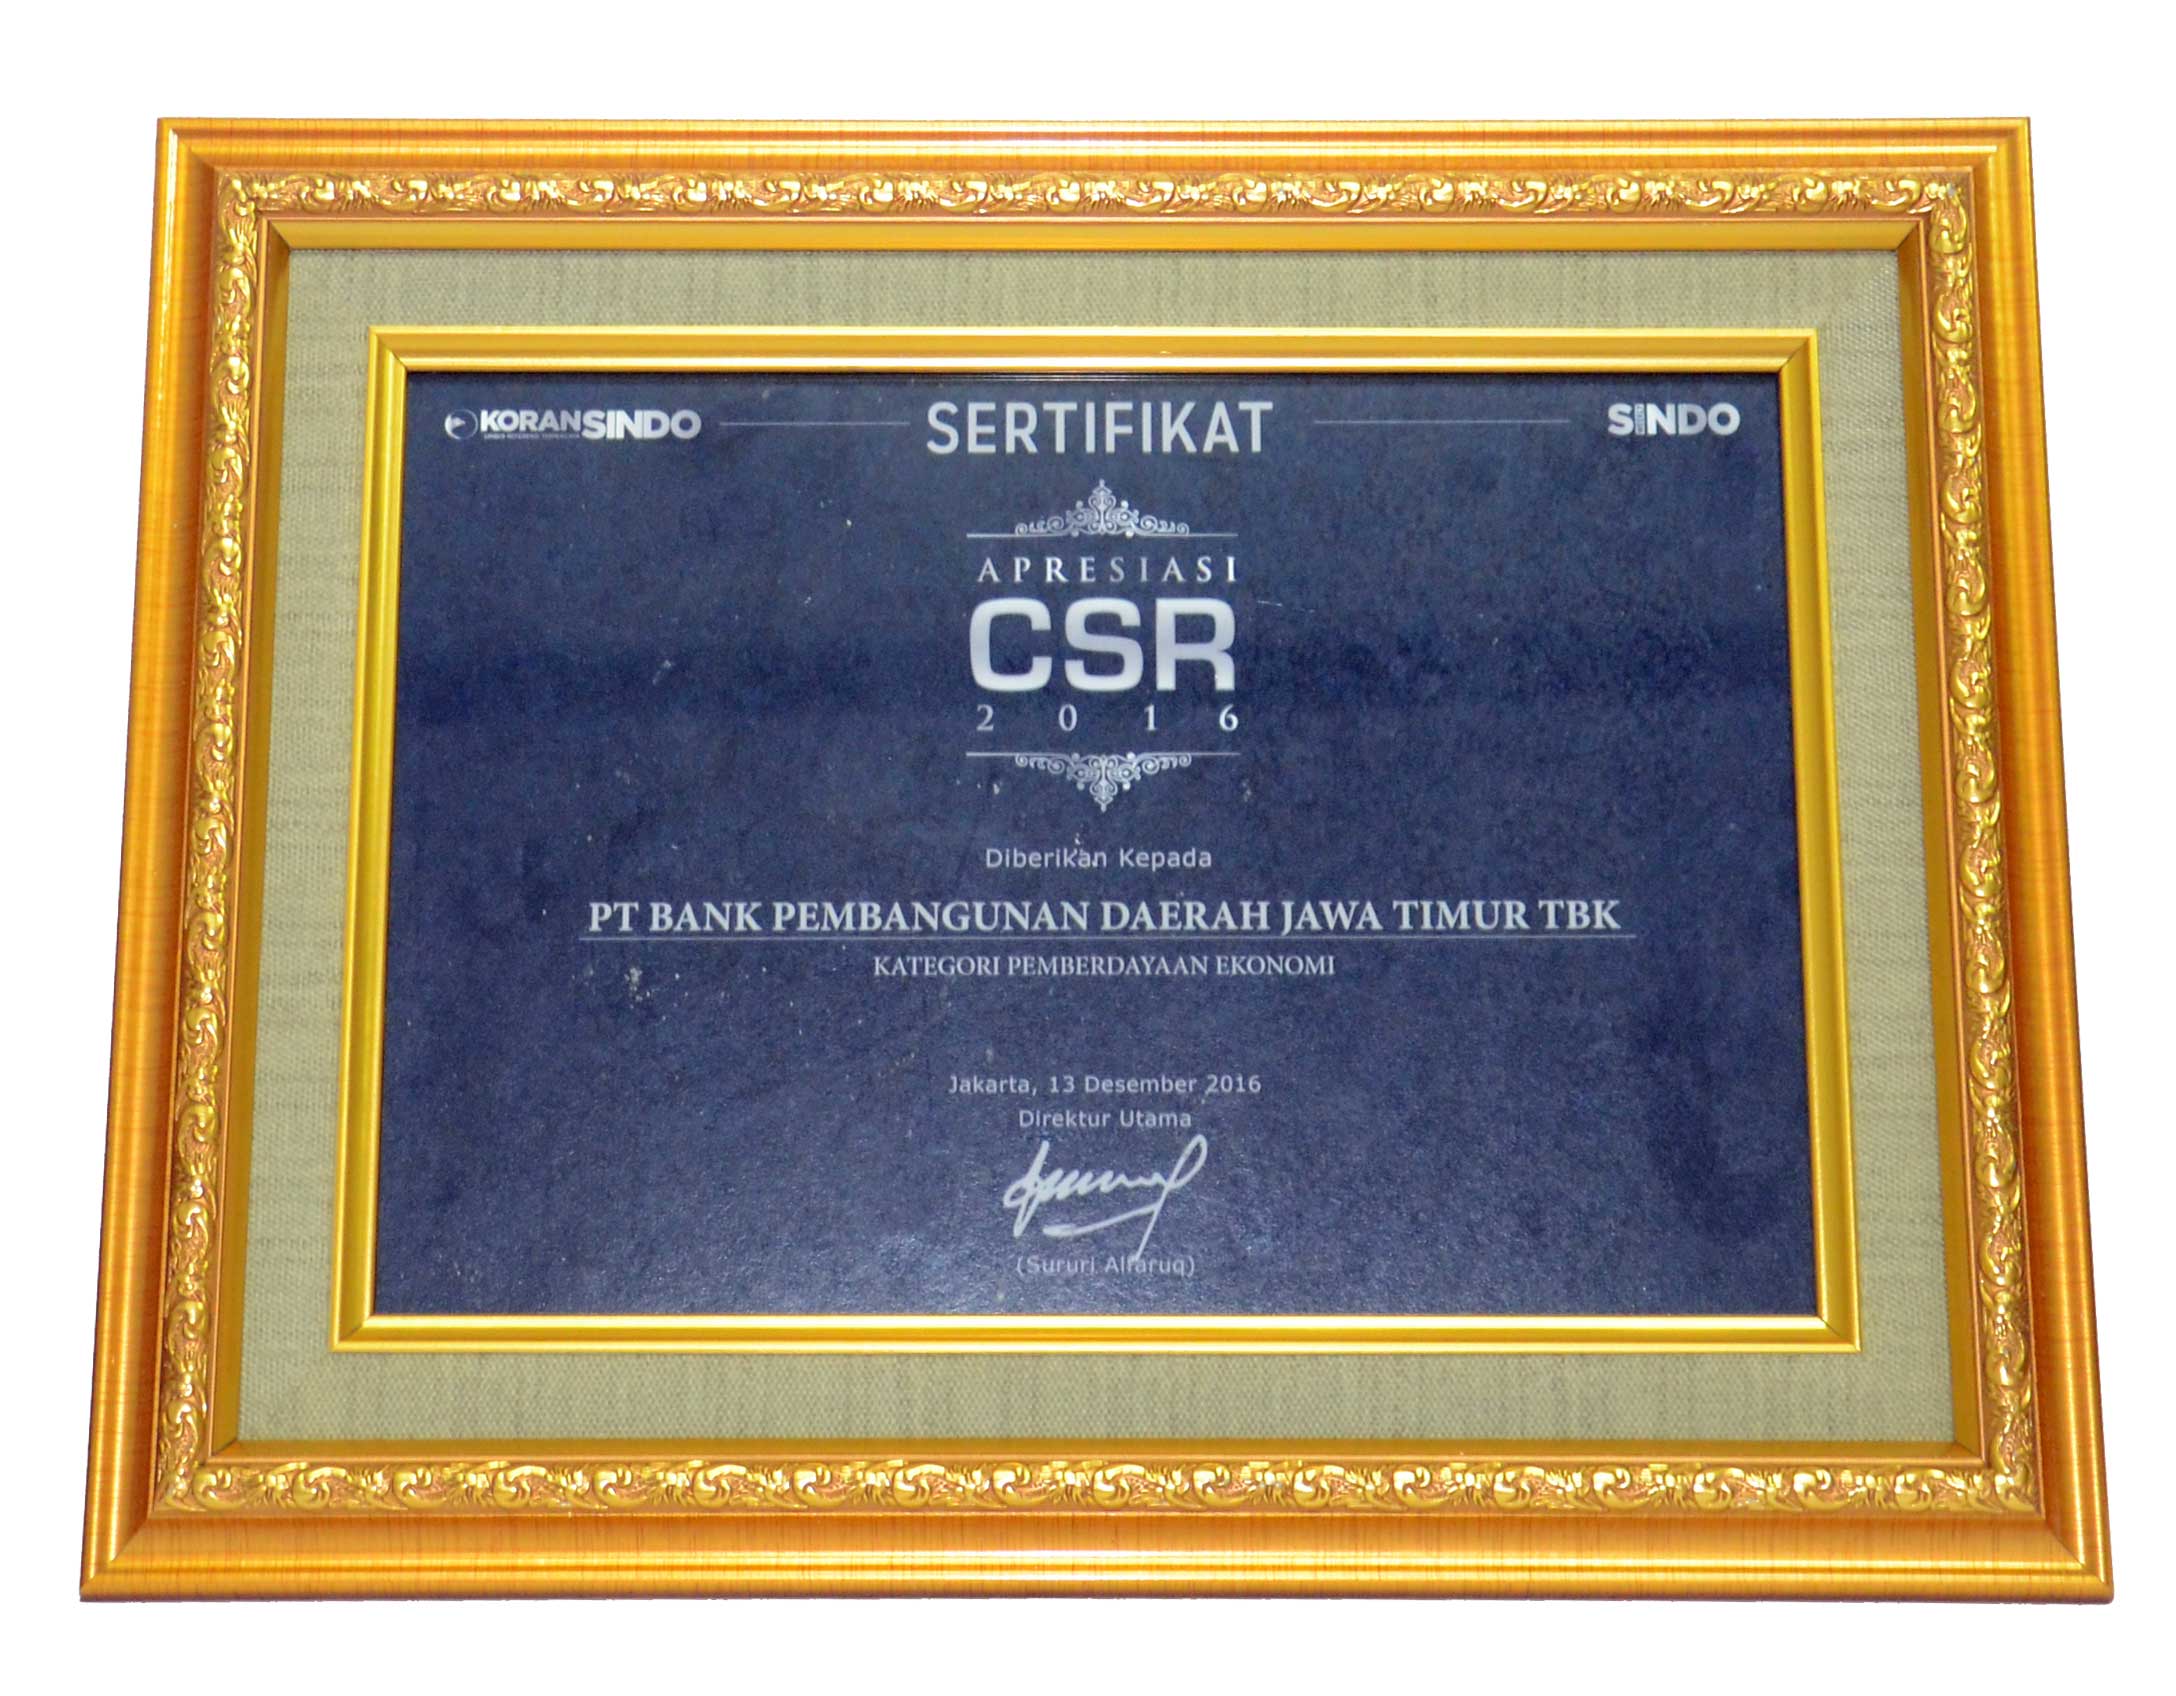 KORANSINDO
SERTIFIKAT
SINDO
APRESIASI
CSR
2016
Diberikan Kepada
PT BANK PEMBANGUNAN DAERAH JAWA TIMUR TBK
KATEGORI PEMBERDAYAAN EKONOMI
Jakarta, 13 Desember 2016
Direktur Utama
(Sururi Alfaruq)